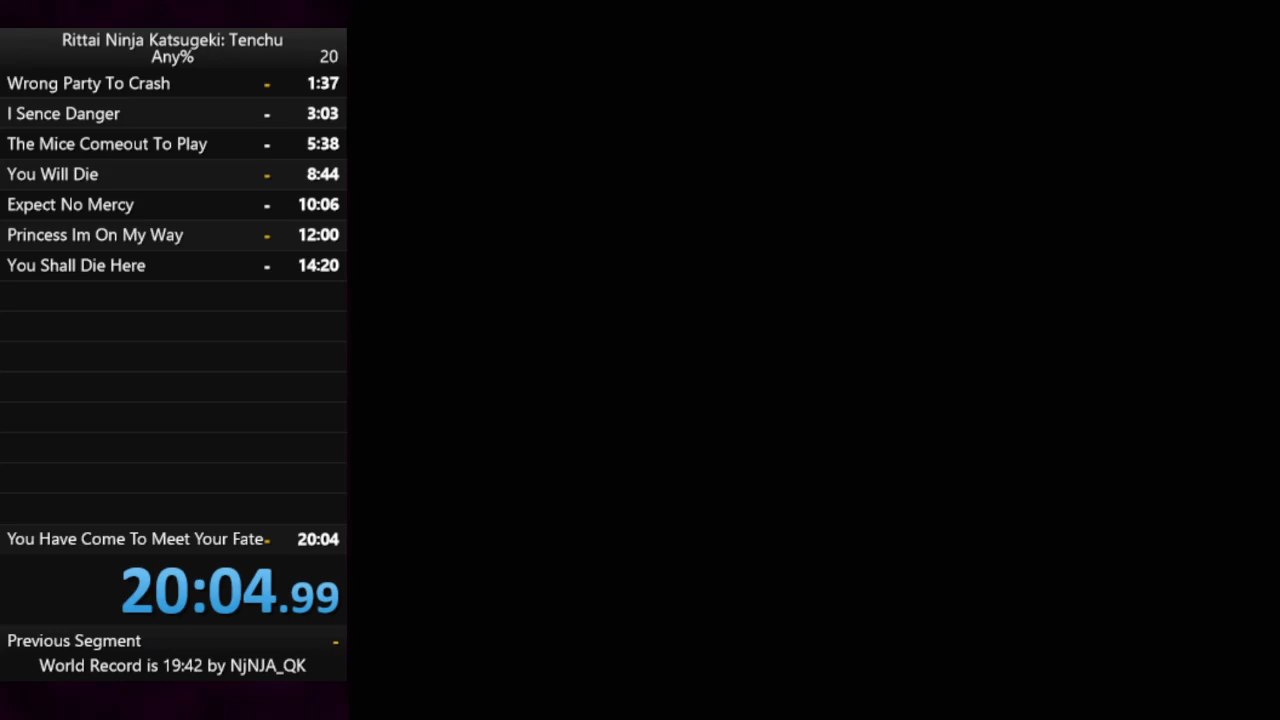 Rittai Ninja Katsugeki: Tenchu
Any% 20
Wrong Party To Crash - 1:37
I Sence Danger - 3:03
The Mice Comeout To Play - 5:38
You Will Die - 8:44
Expect No Mercy - 10:06
Princess Im On My Way - 12:00
You Shall Die Here - 14:20
You Have Come To Meet Your Fate- 20:04
20:04.99
Previous Segment -
World Record is 19:42 by NjNJA_QK